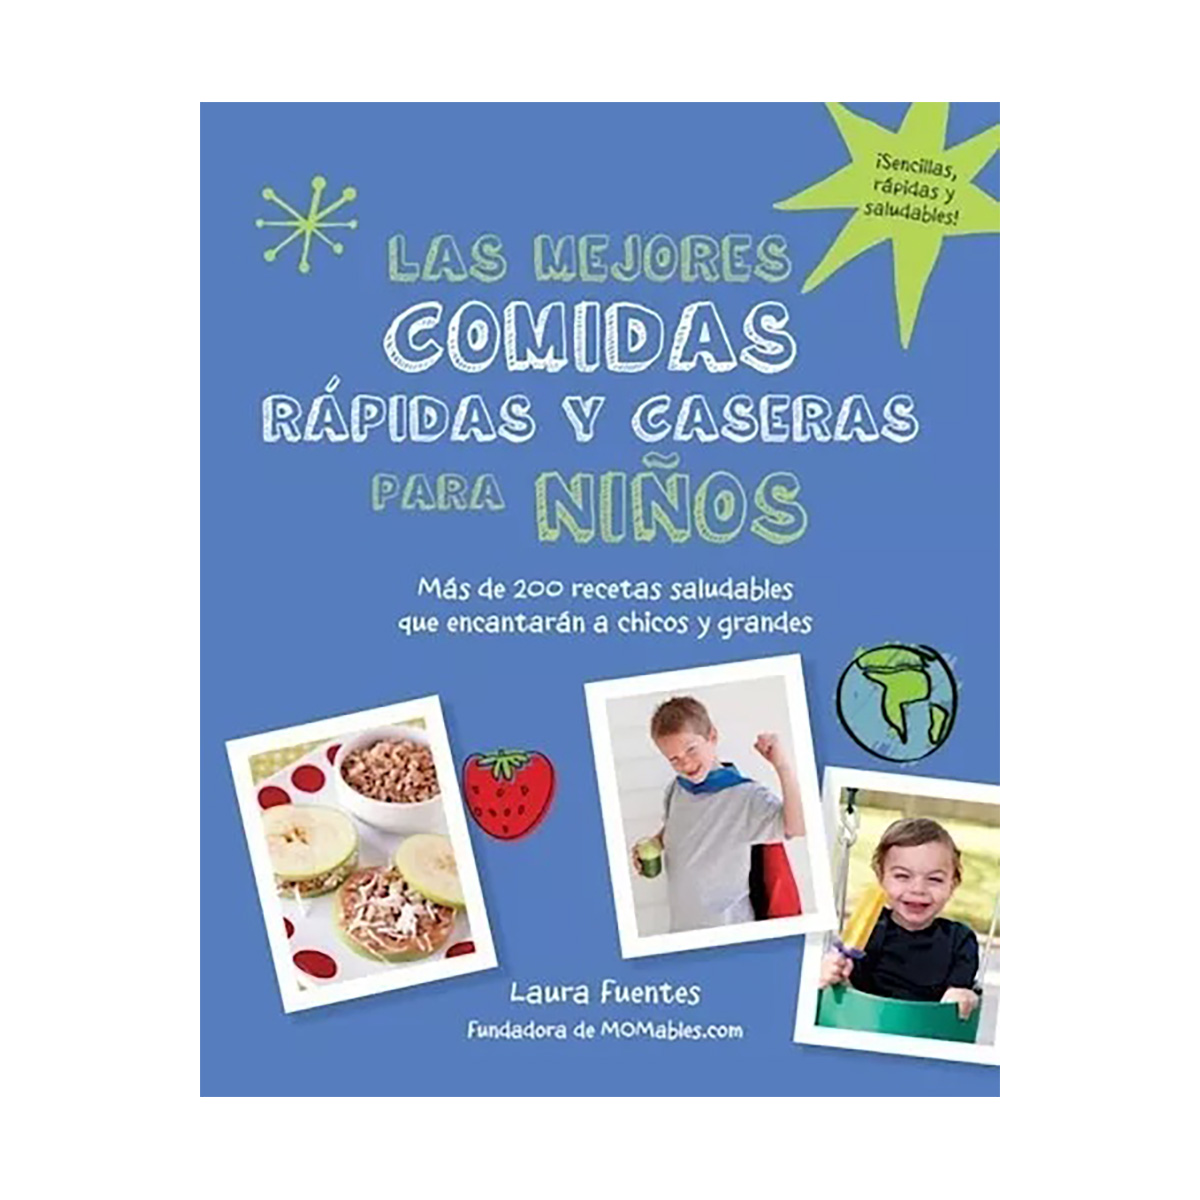 ¡Sencillas,
rápidas y
saludables!
LAS MEJORES
COMIDAS
RÁPIDAS Y CASERAS
PARA NIÑOS
Más de 200 recetas saludables
que encantarán a chicos y grandes
Laura Fuentes
Fundadora de MOMables.com